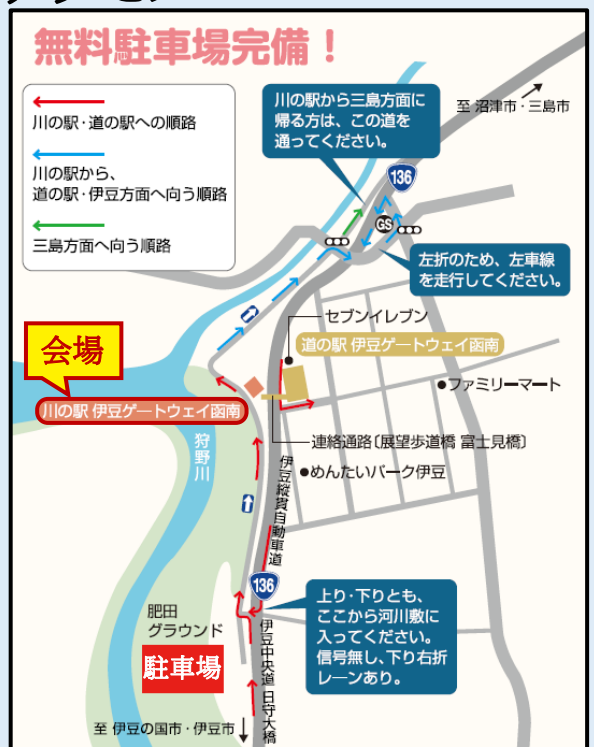 無料駐車場完備！
川の駅・道の駅への順路
川の駅から、
道の駅・伊豆方面へ向う順路
三島方面へ向う順路
川の駅から三島方面に
帰る方は、この道を
通ってください。
至 沼津市・三島市
136
GS
左折のため、左車線
を走行してください。
セブンイレブン
道の駅 伊豆ゲートウェイ函南
会場
川の駅 伊豆ゲートウェイ函南
ファミリーマート
狩野川
連絡通路〔展望歩道橋 富士見橋〕
めんたいパーク伊豆
伊豆縦貫自動車道
136
上り・下りとも、
ここから河川敷に
入ってください。
信号無し、下り右折
レーンあり。
肥田
グラウンド
駐車場
伊豆中央道 日守大橋
至 伊豆の国市・伊豆市